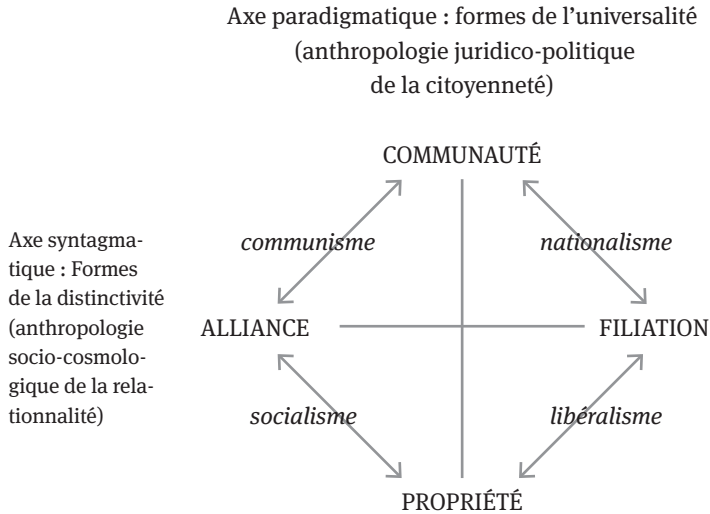 Axe paradigmatique : formes de l’universalité
(anthropologie juridico-politique
de la citoyenneté)
COMMUNAUTÉ
Axe syntagma-
tique : Formes
de la distinctivité
(anthropologie
socio-cosmolo-
gique de la rela-
tionnalité)
communisme
nationalisme
ALLIANCE
FILIATION
socialisme
libéralisme
PROPRIÉTÉ